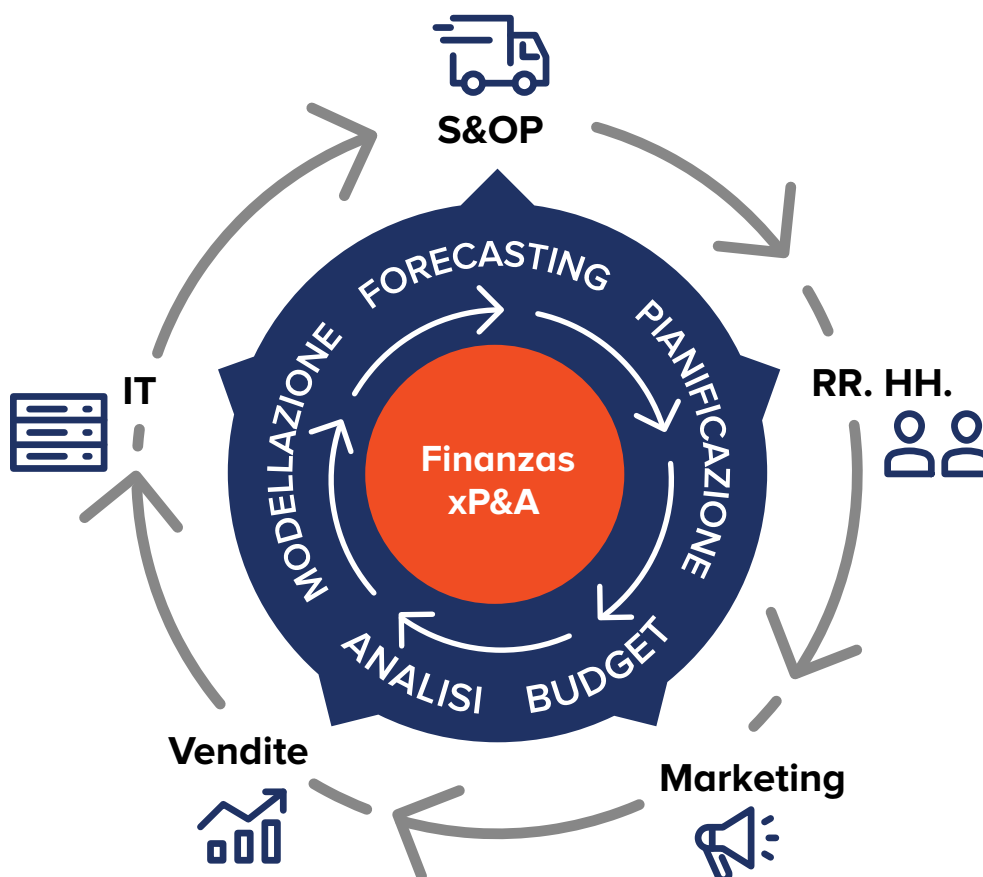 S&OP
RR. HH.
Marketing
Vendite
IT
FORECASTING
PIANIFICAZIONE
BUDGET
ANALISI
MODELLAZIONE
Finanzas
xP&A